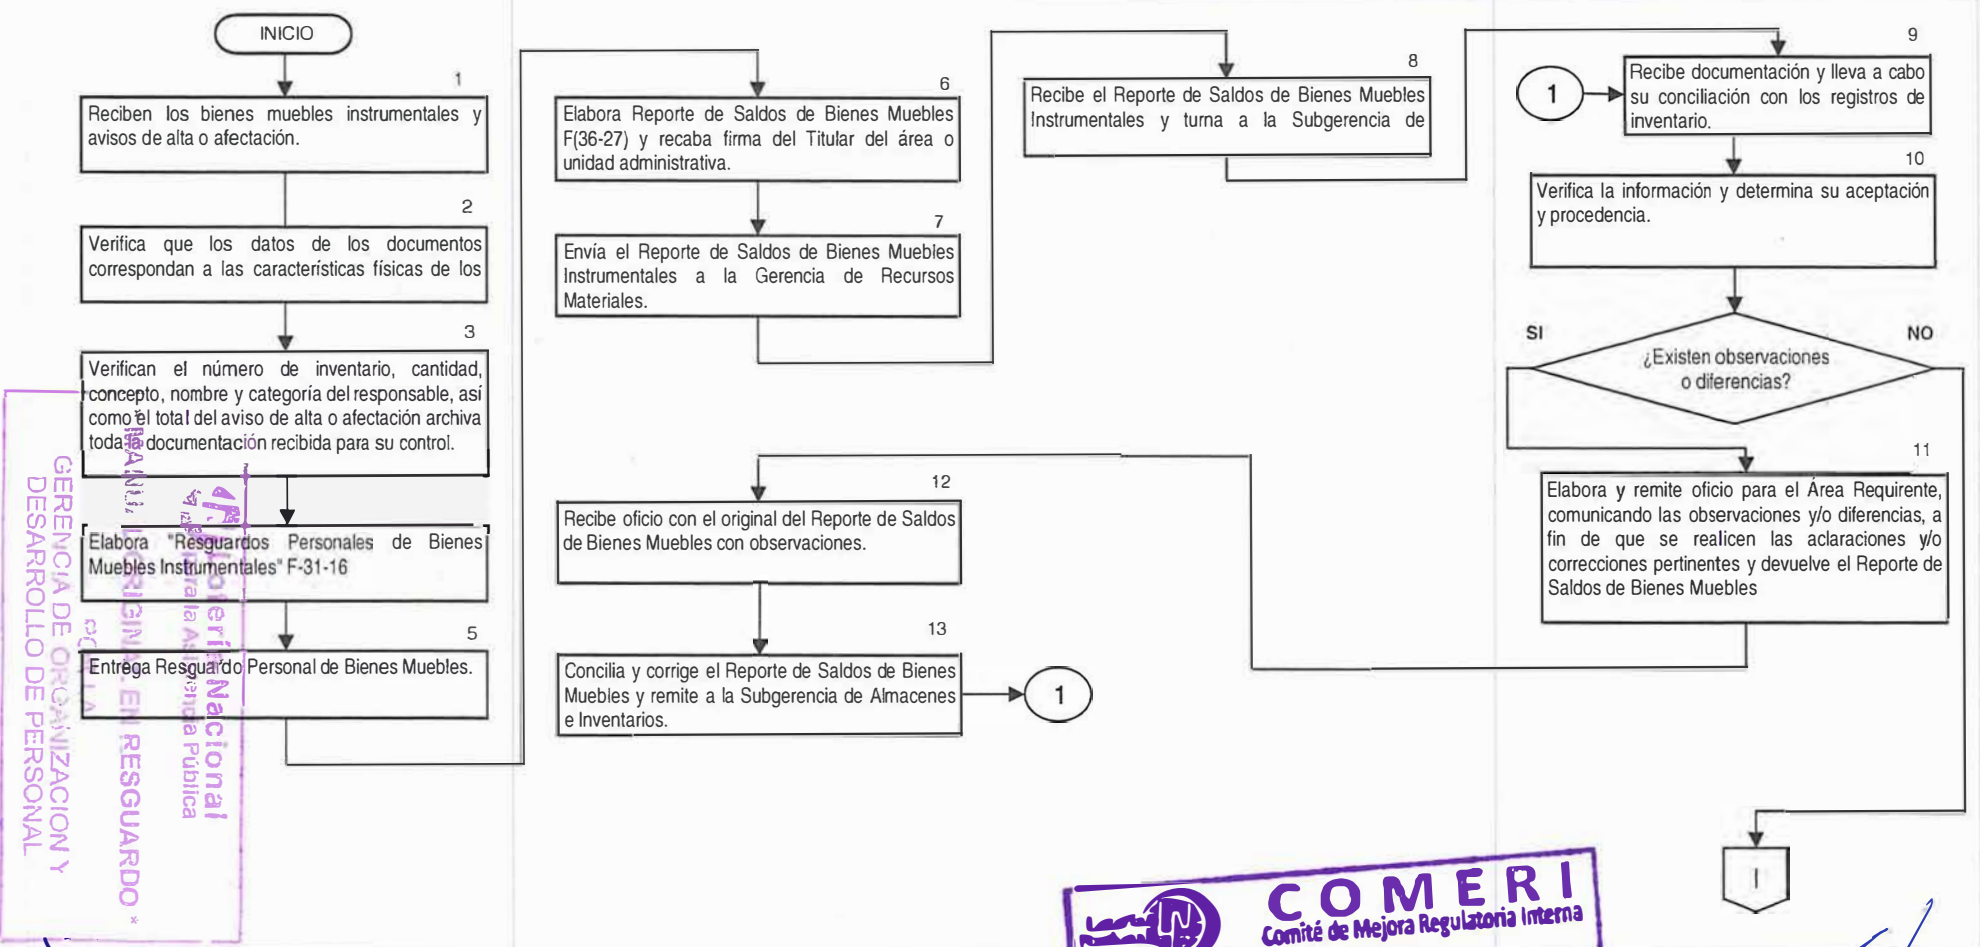 INICIO
1
Reciben los bienes muebles instrumentales y
avisos de alta o afectación.
2
Verifica que los datos de los documentos
correspondan a las características físicas de los
3
Verifican el número de inventario, cantidad,
concepto, nombre y categoría del responsable, así
como el total del aviso de alta o afectación archiva
toda documentación recibida para su control.
Elabora "Resguardos Personales de Bienes
Muebles Instrumentales" F-31-16
5
Entrega Resguardo Personal de Bienes Muebles.
6
Elabora Reporte de Saldos de Bienes Muebles
F(36-27) y recaba firma del Titular del área o
unidad administrativa.
7
Envía el Reporte de Saldos de Bienes Muebles
Instrumentales a la Gerencia de Recursos
Materiales.
8
Recibe el Reporte de Saldos de Bienes Muebles
Instrumentales y turna a la Subgerencia de
9
1
Recibe documentación y lleva a cabo
su conciliación con los registros de
inventario.
10
Verifica la información y determina su aceptación
y procedencia.
SI
NO
¿Existen observaciones
o diferencias?
11
Elabora y remite oficio para el Área Requirente,
comunicando las observaciones y/o diferencias, a
fin de que se realicen las aclaraciones y/o
correcciones pertinentes y devuelve el Reporte de
Saldos de Bienes Muebles
12
Recibe oficio con el original del Reporte de Saldos
de Bienes Muebles con observaciones.
13
Concilia y corrige el Reporte de Saldos de Bienes
Muebles y remite a la Subgerencia de Almacenes
e Inventarios.
1
I
Lotería Nacional
para la Asistencia Pública
ORIGINAL EN RESGUARDO *
GERENCIA DE ORGANIZACION Y
DESARROLLO DE PERSONAL
COMERI
Comité de Mejora Regulatoria Interna